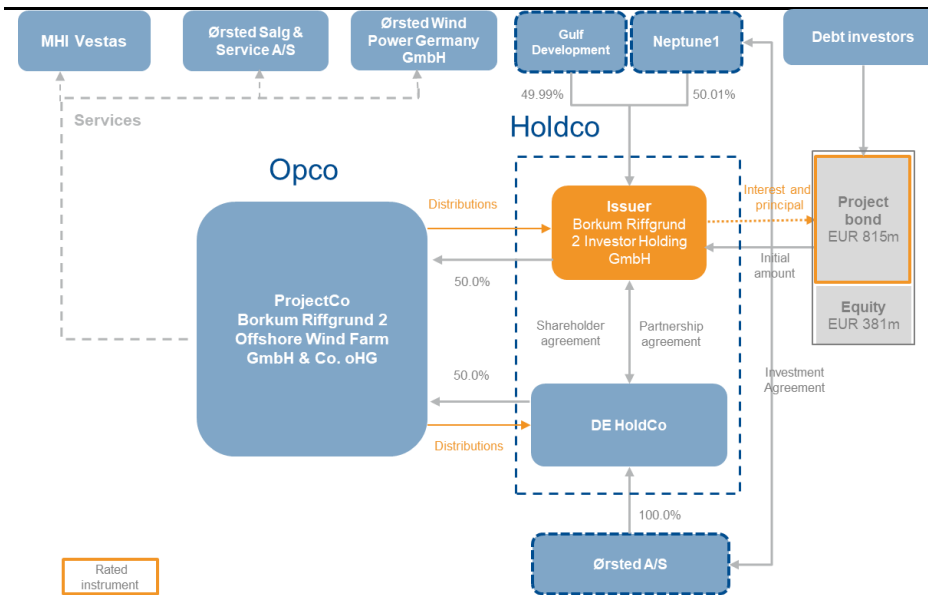 MHI Vestas
Ørsted Salg &
Service A/S
Ørsted Wind
Power Germany
GmbH
Gulf
Development
Neptune1
Debt investors
49.99%
50.01%
Services
Holdco
Opco
Distributions
Issuer
Borkum Riffgrund
2 Investor Holding
GmbH
Interest and
principal
Project
bond
EUR 815m
Initial
amount
50.0%
ProjectCo
Borkum Riffgrund 2
Offshore Wind Farm
GmbH & Co. oHG
Equity
EUR 381m
Shareholder
agreement
Partnership
agreement
Investment
Agreement
50.0%
DE HoldCo
Distributions
100.0%
Ørsted A/S
Rated
instrument